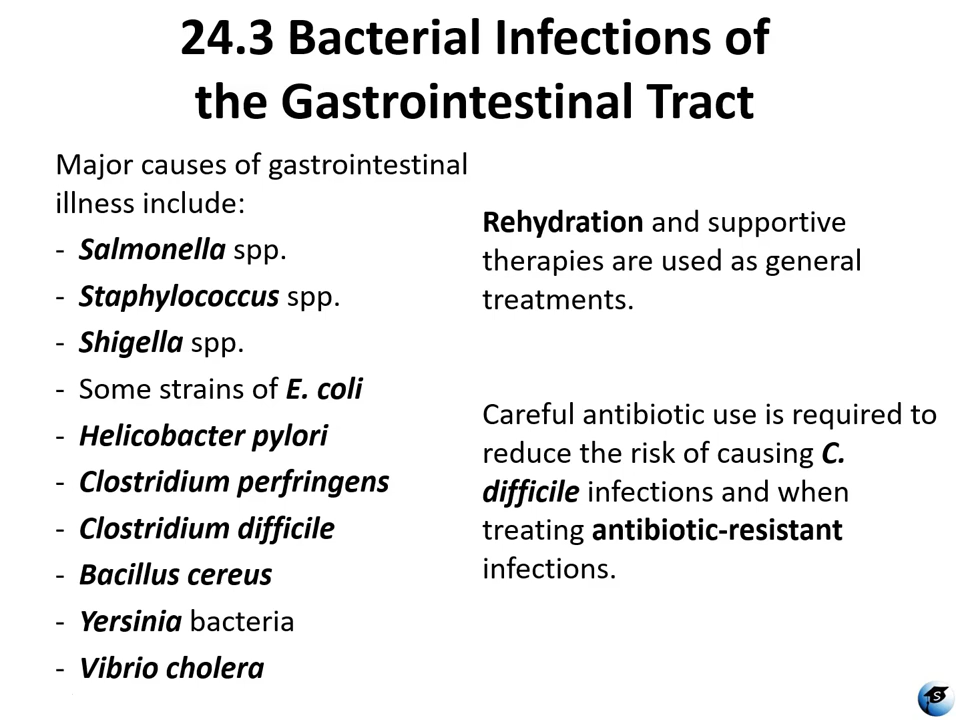 24.3 Bacterial Infections of
the Gastrointestinal Tract
Major causes of gastrointestinal
illness include:
- Salmonella spp.
- Staphylococcus spp.
- Shigella spp.
- Some strains of E. coli
- Helicobacter pylori
- Clostridium perfringens
- Clostridium difficile
- Bacillus cereus
- Yersinia bacteria
- Vibrio cholera
Rehydration and supportive
therapies are used as general
treatments.
Careful antibiotic use is required to
reduce the risk of causing C.
difficile infections and when
treating antibiotic-resistant
infections.
S